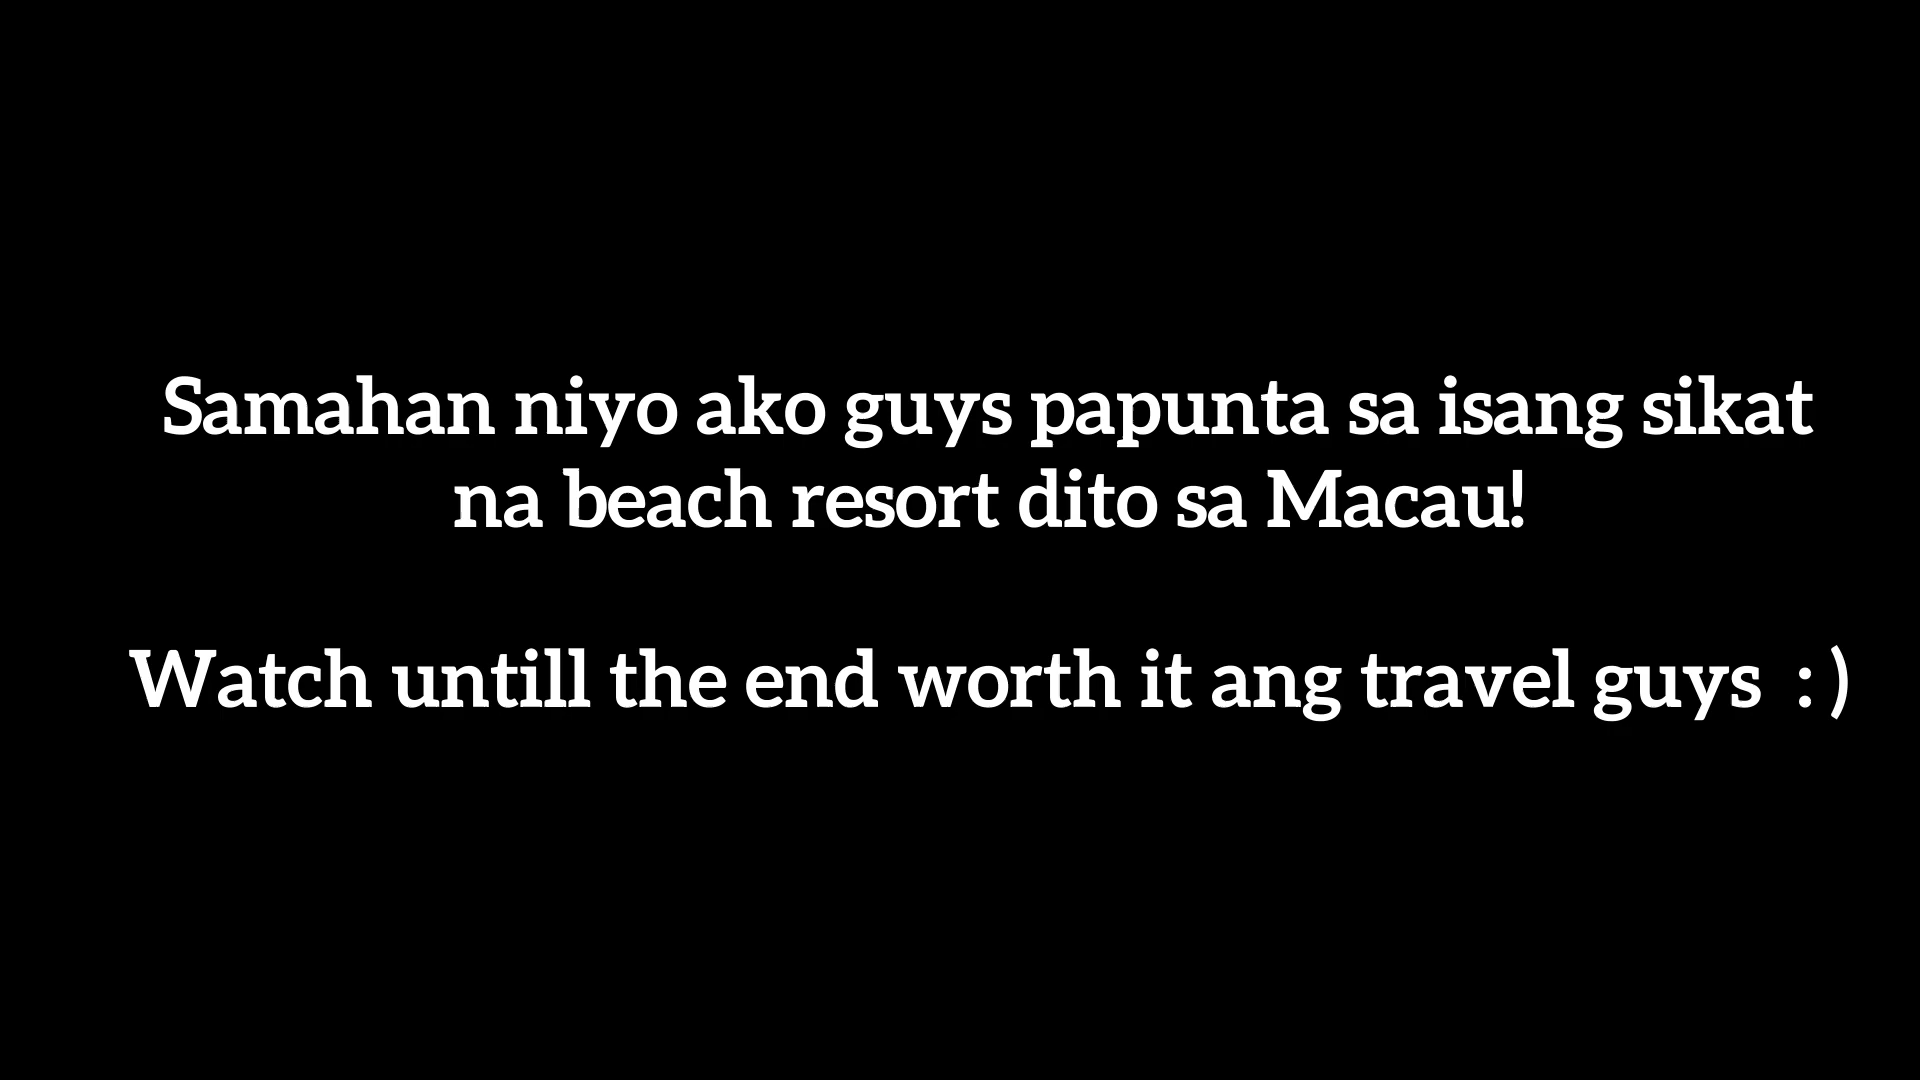 Samahan niyo ako guys papunta sa isang sikat
na beach resort dito sa Macau!
Watch untill the end worth it ang travel guys : )